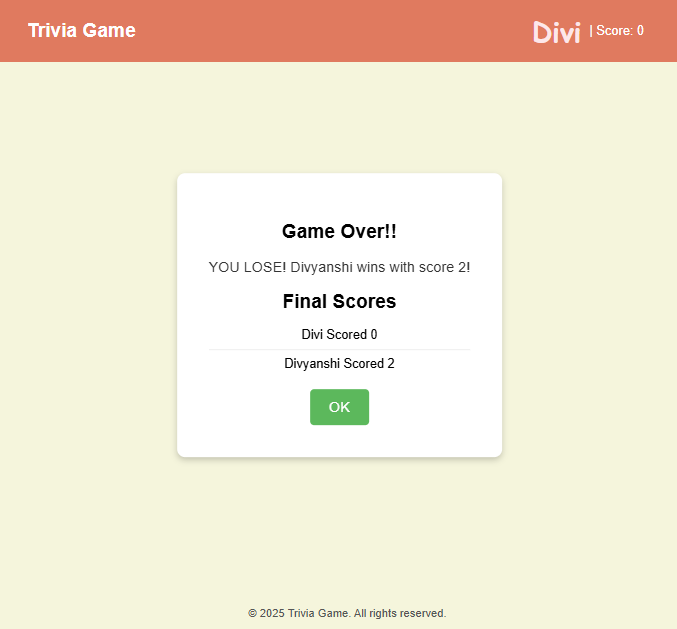 Trivia Game
Divi | Score: 0
Game Over!!
YOU LOSE! Divyanshi wins with score 2!
Final Scores
Divi Scored 0
Divyanshi Scored 2
OK
© 2025 Trivia Game. All rights reserved.